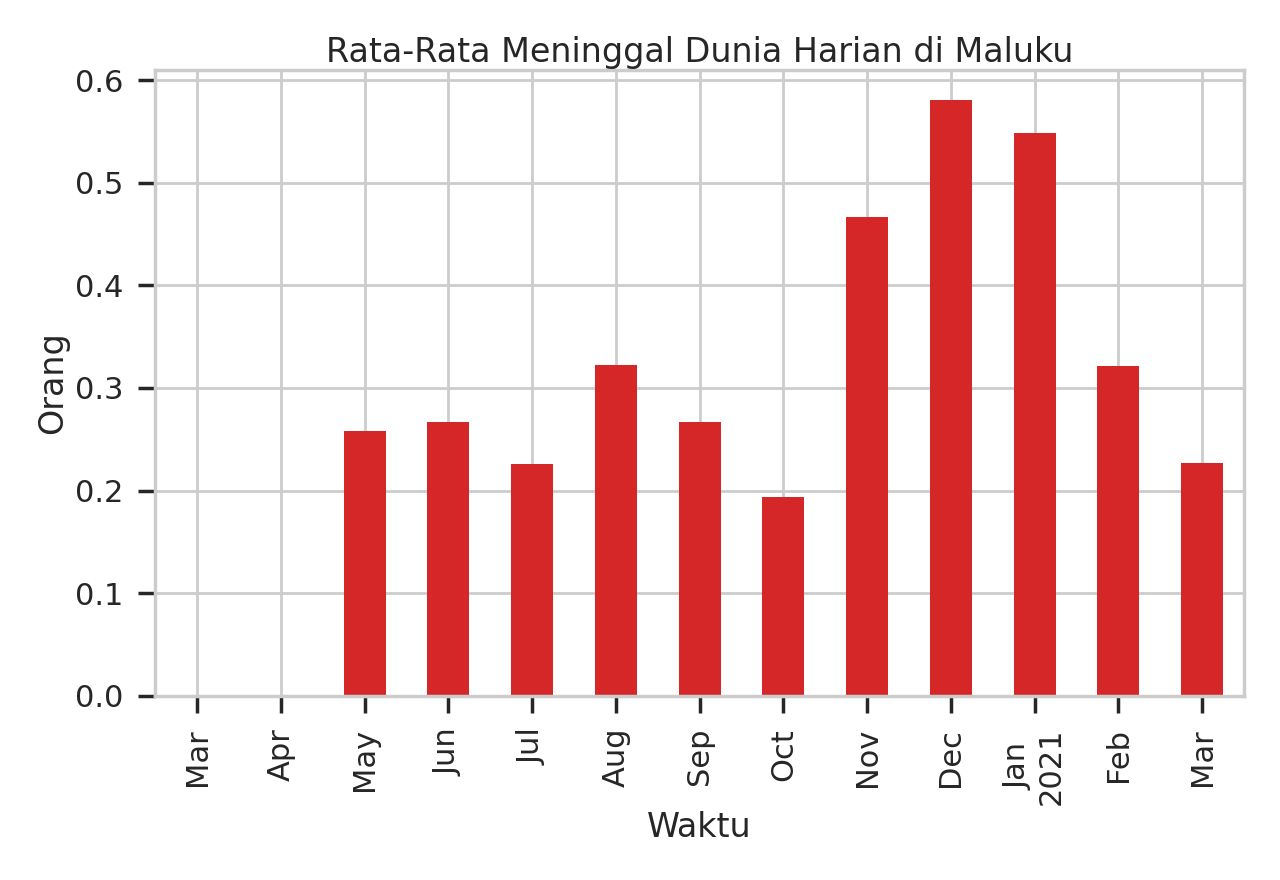 Rata-Rata Meninggal Dunia Harian di Maluku
0.6
0.5
0.4
0.3
0.2
0.1
0.0
Orang
Mar
Apr
May
Jun
Jul
Aug
Sep
Oct
Nov
Dec
Jan
2021
Feb
Mar
Waktu